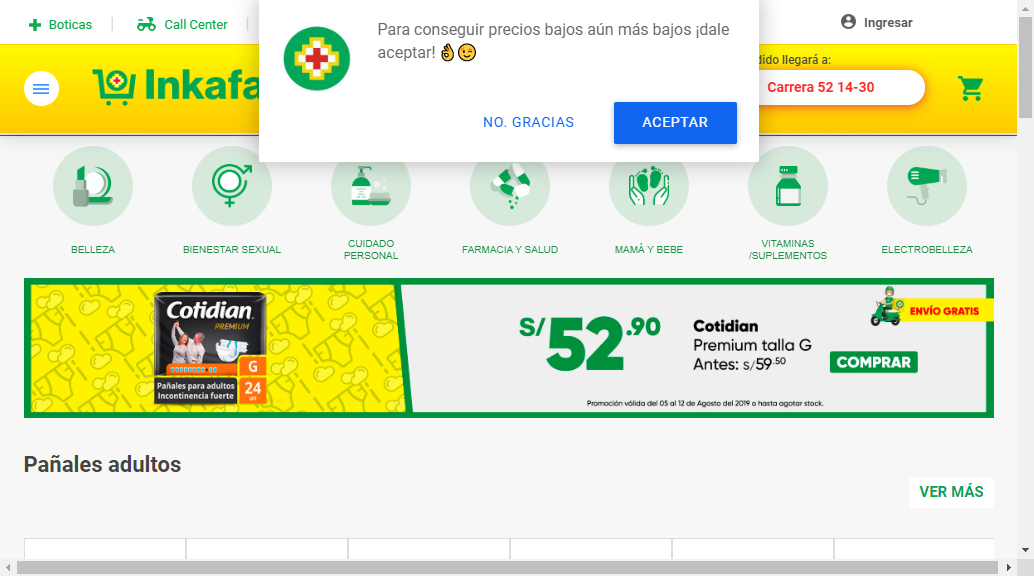 Boticas
Call Center
Para conseguir precios bajos aún más bajos ¡dale
aceptar! 👌😉
NO. GRACIAS
ACEPTAR
Ingresar
Inkafa
dido llegará a:
Carrera 52 14-30
BELLEZA
BIENESTAR SEXUAL
CUIDADO
PERSONAL
FARMACIA Y SALUD
MAMÁ Y BEBE
VITAMINAS
/SUPLEMENTOS
ELECTROBELLEZA
Cotidian
PREMIUM
G
24
un
Pañales para adultos
Incontinencia fuerte
S/52.90
Cotidian
Premium talla G
Antes: s/59.50
ENVÍO GRATIS
COMPRAR
Promoción válida del 05 al 12 de Agosto del 2019 o hasta agotar stock.
Pañales adultos
VER MÁS